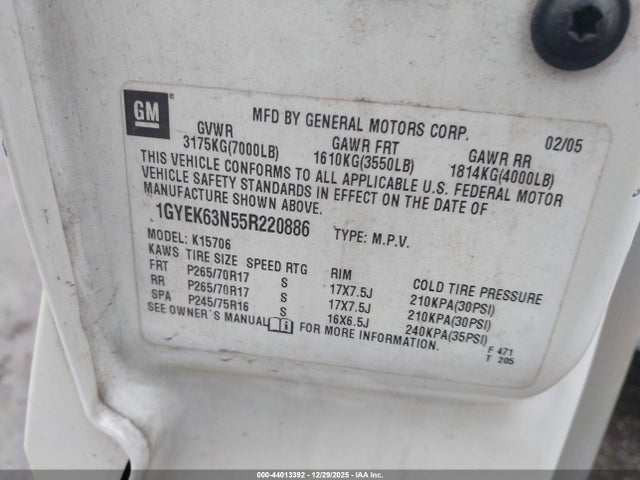 GM®
MFD BY GENERAL MOTORS CORP. 02/05
GVWR GAWR FRT GAWR RR
3175KG(7000LB) 1610KG(3550LB) 1814KG(4000LB)
THIS VEHICLE CONFORMS TO ALL APPLICABLE U.S. FEDERAL MOTOR
VEHICLE SAFETY STANDARDS IN EFFECT ON THE DATE OF
MANUFACTURE SHOWN ABOVE.
1GYEK63N55R220886 TYPE: M.P.V.
MODEL: K15706
KAWS TIRE SIZE SPEED RTG RIM COLD TIRE PRESSURE
FRT P265/70R17 S 17X7.5J 210KPA(30PSI)
RR P265/70R17 S 17X7.5J 210KPA(30PSI)
SPA P245/75R16 S 16X6.5J 240KPA(35PSI)
SEE OWNER'S MANUAL FOR MORE INFORMATION.
F 471
T 205
000-44013392 - 12/29/2025 - IAA Inc.